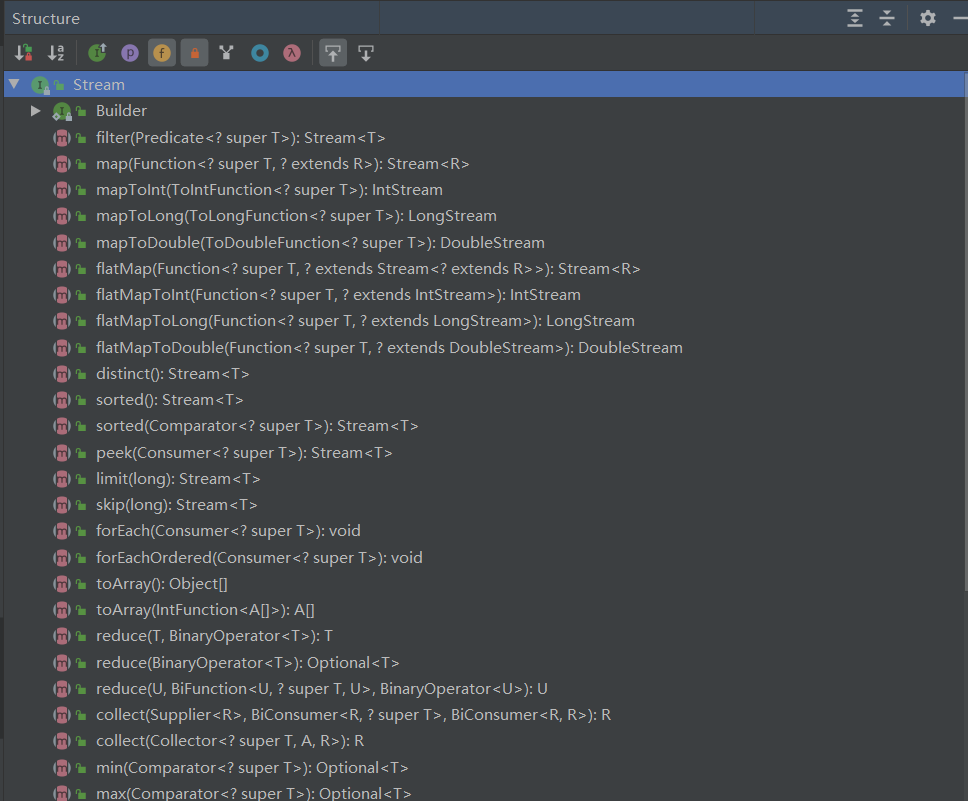 Structure
Stream
Builder
filter(Predicate<? super T>): Stream<T>
map(Function<? super T, ? extends R>): Stream<R>
mapToInt(ToIntFunction<? super T>): IntStream
mapToLong(ToLongFunction<? super T>): LongStream
mapToDouble(ToDoubleFunction<? super T>): DoubleStream
flatMap(Function<? super T, ? extends Stream<? extends R>>): Stream<R>
flatMapToInt(Function<? super T, ? extends IntStream>): IntStream
flatMapToLong(Function<? super T, ? extends LongStream>): LongStream
flatMapToDouble(Function<? super T, ? extends DoubleStream>): DoubleStream
distinct(): Stream<T>
sorted(): Stream<T>
sorted(Comparator<? super T>): Stream<T>
peek(Consumer<? super T>): Stream<T>
limit(long): Stream<T>
skip(long): Stream<T>
forEach(Consumer<? super T>): void
forEachOrdered(Consumer<? super T>): void
toArray(): Object[]
toArray(IntFunction<A[]>): A[]
reduce(T, BinaryOperator<T>): T
reduce(BinaryOperator<T>): Optional<T>
reduce(U, BiFunction<U, ? super T, U>, BinaryOperator<U>): U
collect(Supplier<R>, BiConsumer<R, ? super T>, BiConsumer<R, R>): R
collect(Collector<? super T, A, R>): R
min(Comparator<? super T>): Optional<T>
max(Comparator<? super T>): Optional<T>